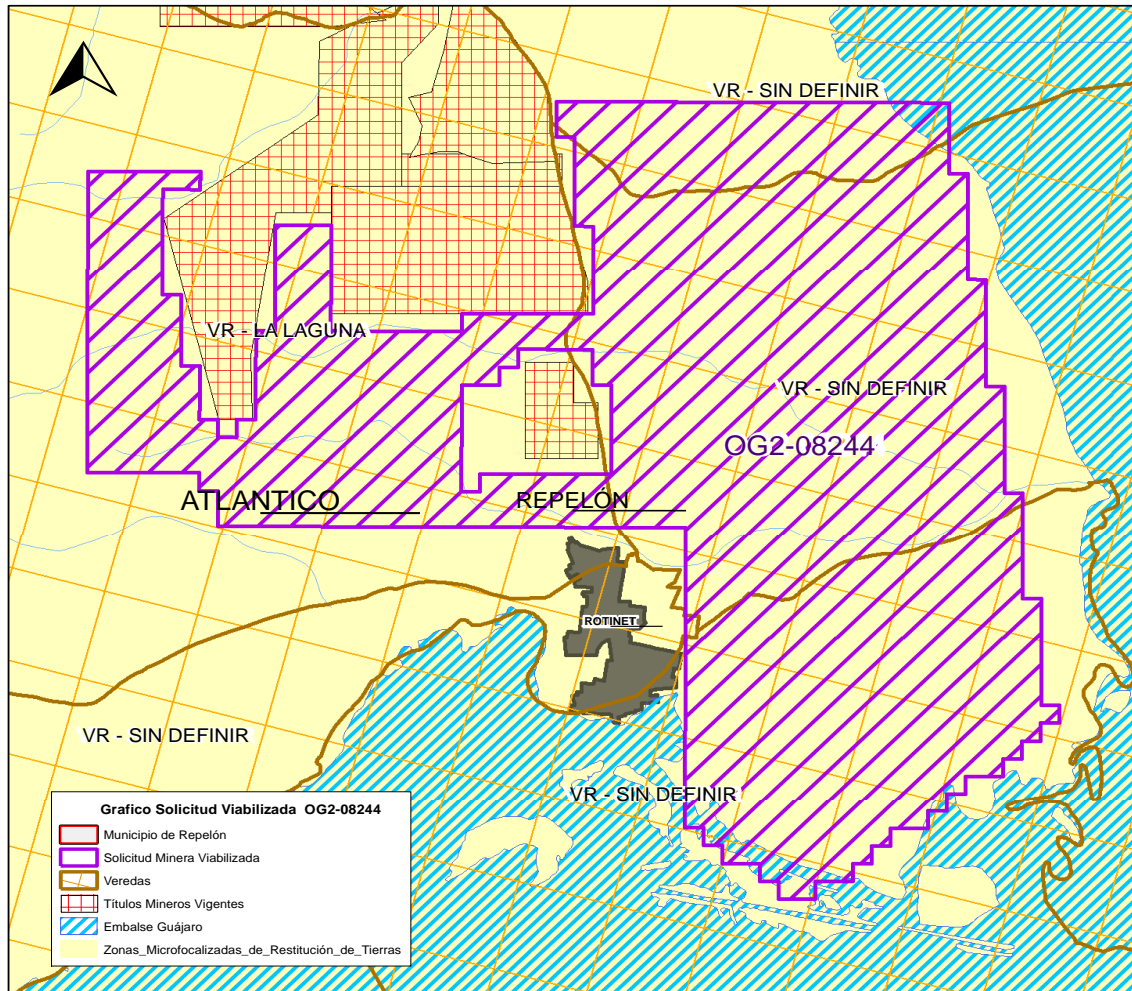 VR - SIN DEFINIR
VR - LA LAGUNA
VR - SIN DEFINIR
OG2-08244
ATLANTICO
REPELÓN
ROTINET
VR - SIN DEFINIR
VR - SIN DEFINIR
Grafico Solicitud Viabilizada OG2-08244
Municipio de Repelón
Solicitud Minera Viabilizada
Veredas
Títulos Mineros Vigentes
Embalse Guájaro
Zonas_Microfocalizadas_de_Restitución_de_Tierras